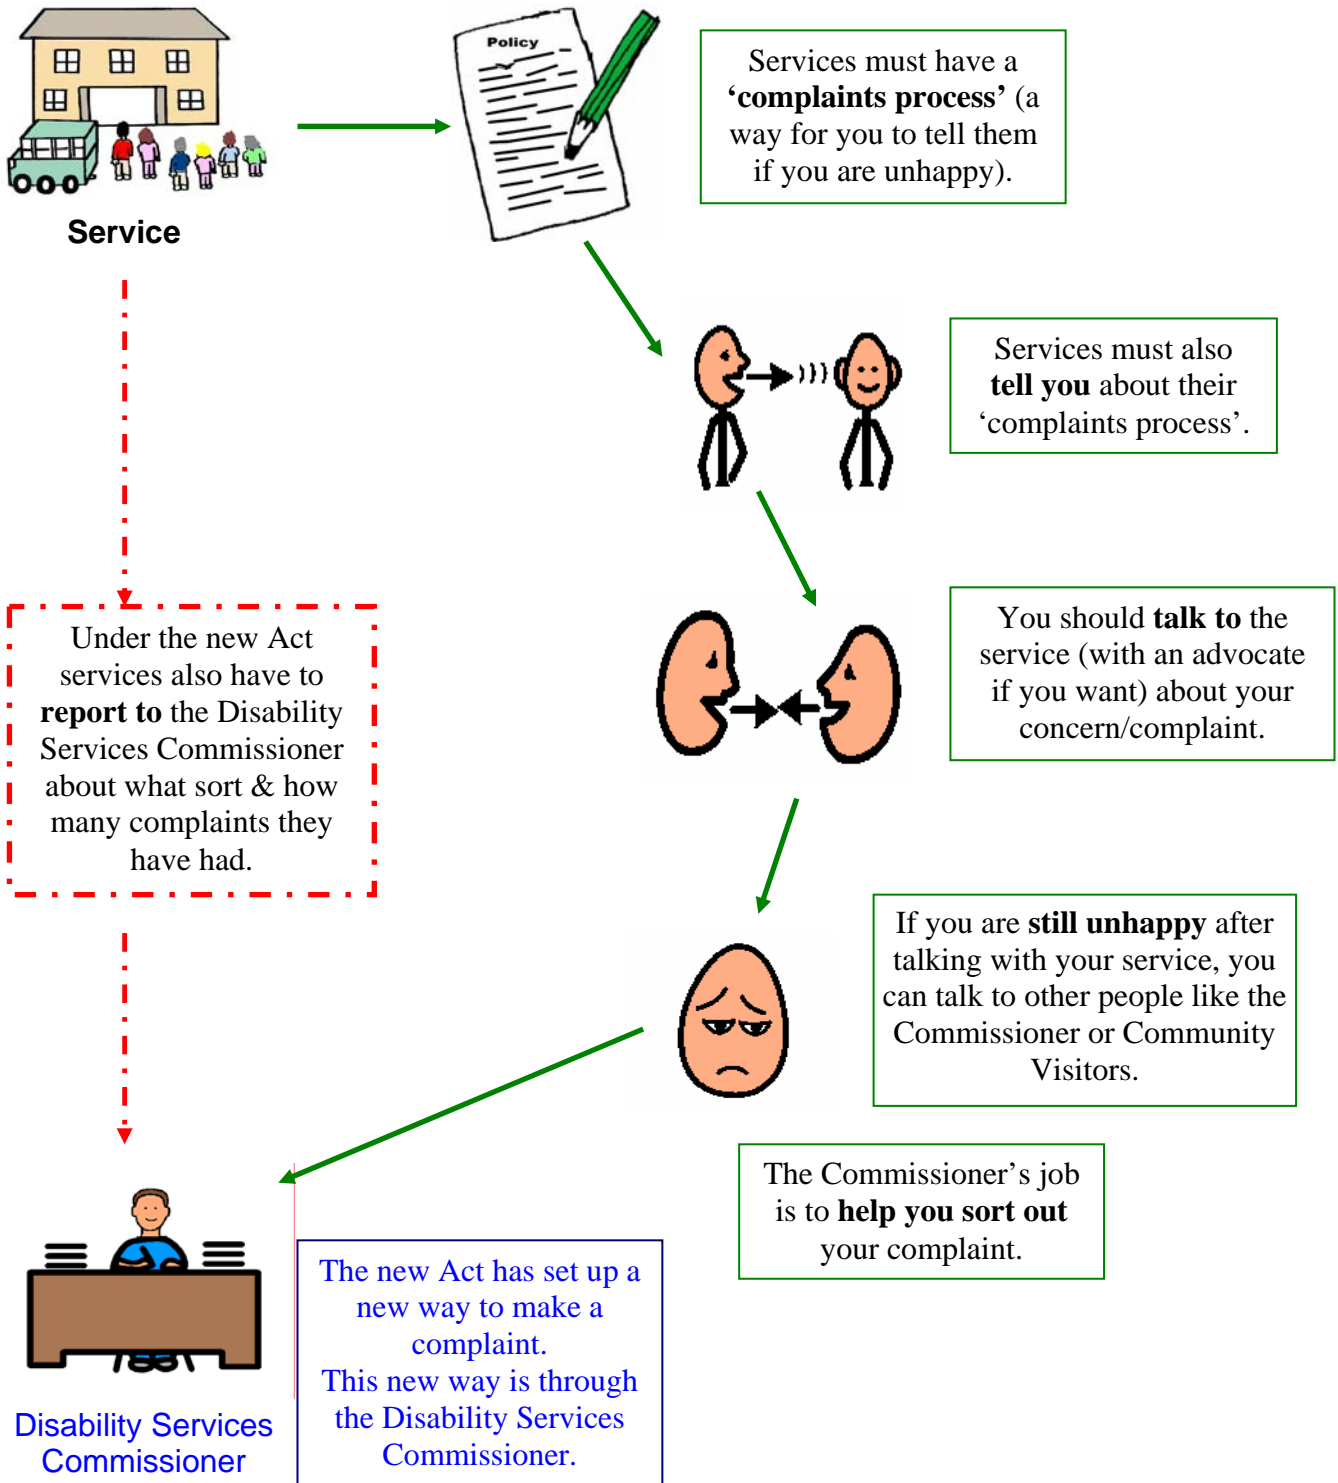 Policy
Services must have a
‘complaints process’ (a
way for you to tell them
if you are unhappy).
Service
Services must also
tell you about their
‘complaints process’.
You should talk to the
service (with an advocate
if you want) about your
concern/complaint.
Under the new Act
services also have to
report to the Disability
Services Commissioner
about what sort & how
many complaints they
have had.
If you are still unhappy after
talking with your service, you
can talk to other people like the
Commissioner or Community
Visitors.
The Commissioner’s job
is to help you sort out
your complaint.
The new Act has set up a
new way to make a
complaint.
This new way is through
the Disability Services
Commissioner.
Disability Services
Commissioner